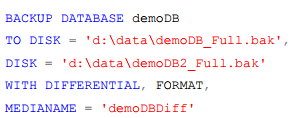 BACKUP DATABASE demoDB
TO DISK = 'd:\data\demoDB_Full.bak',
DISK = 'd:\data\demoDB2_Full.bak'
WITH DIFFERENTIAL, FORMAT,
MEDIANAME = 'demoDBDiff'